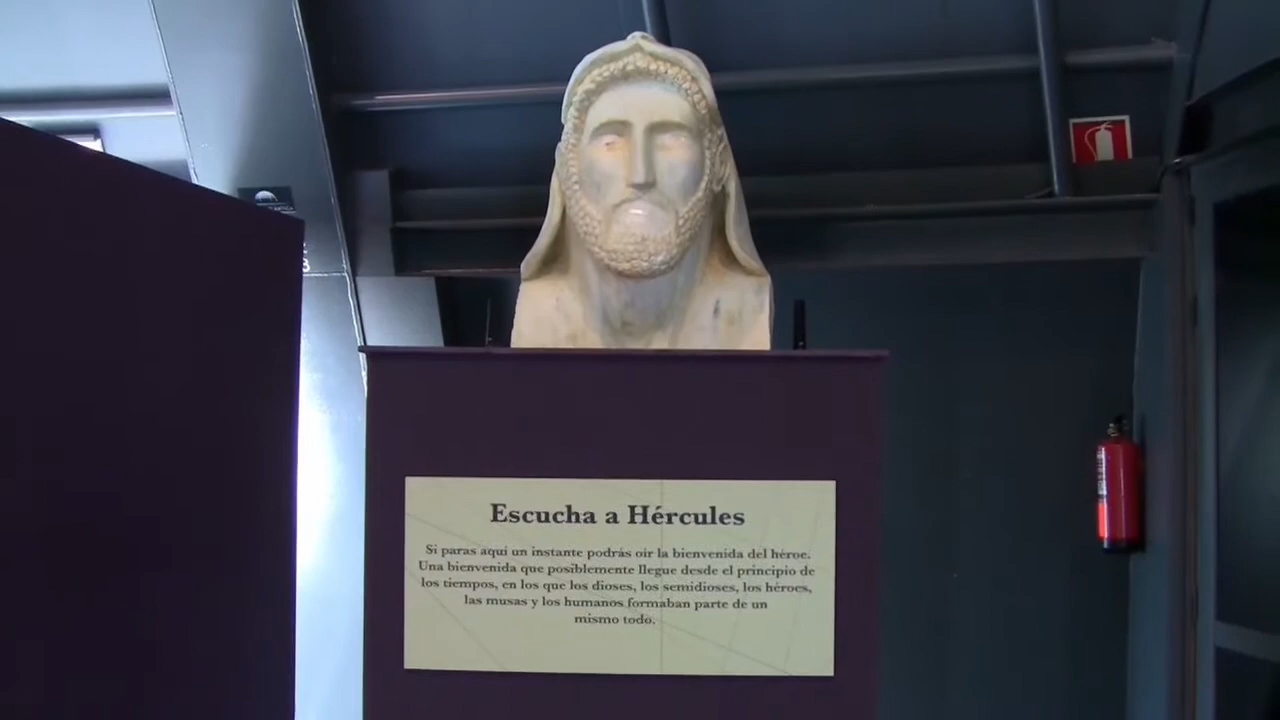 Escucha a Hércules
Si paras aquí un instante podrás oír la bienvenida del héroe.
Una bienvenida que posiblemente llegue desde el principio de
los tiempos, en los que los dioses, los semidioses, los héroes,
las musas y los humanos formaban parte de un
mismo todo.